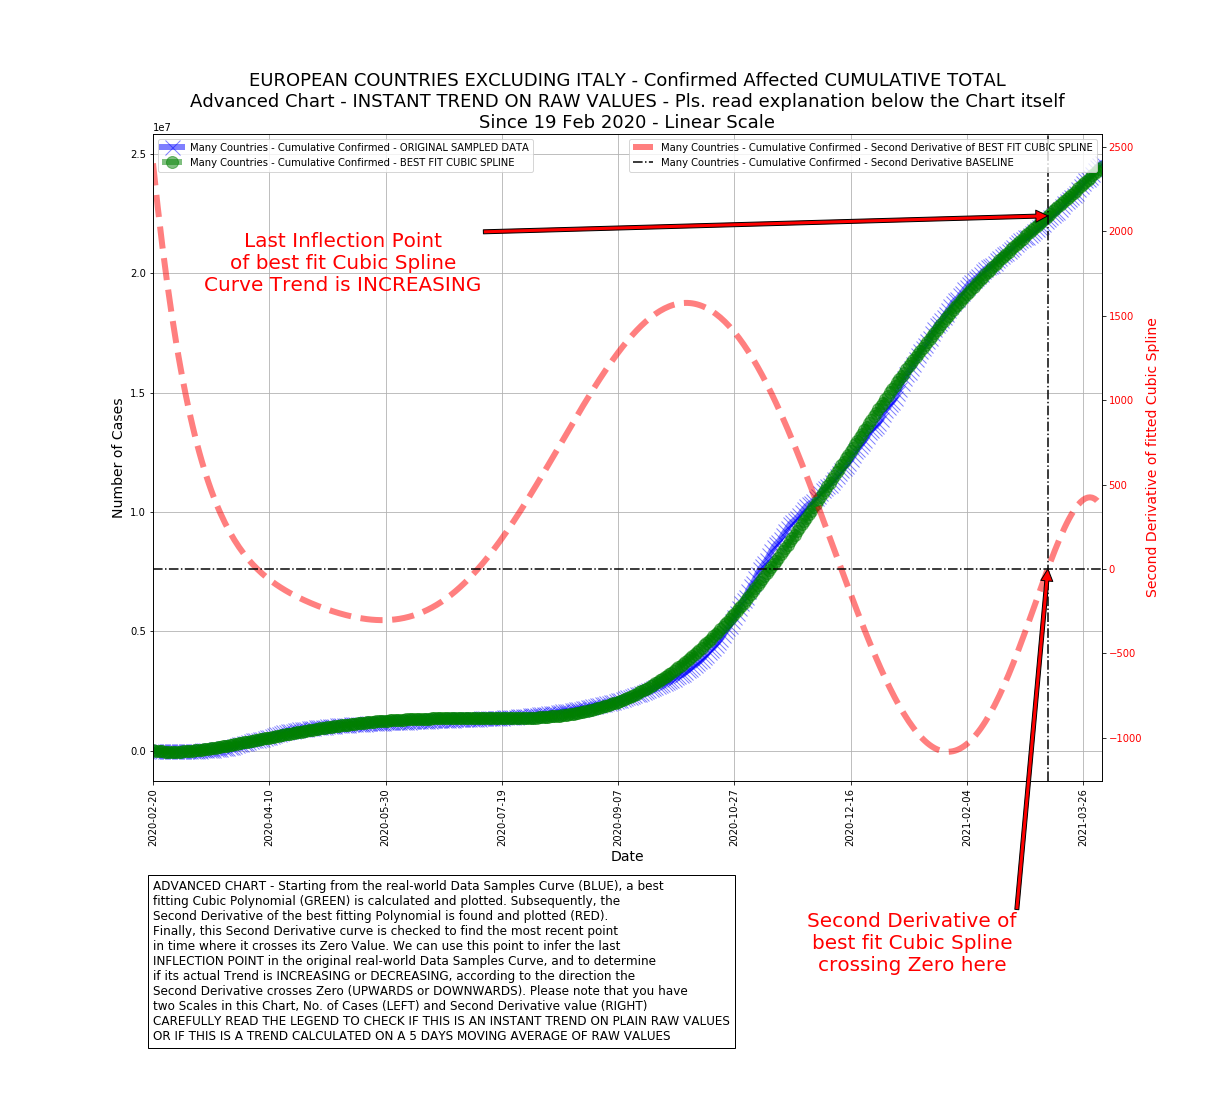 EUROPEAN COUNTRIES EXCLUDING ITALY - Confirmed Affected CUMULATIVE TOTAL
Advanced Chart - INSTANT TREND ON RAW VALUES - Pls. read explanation below the Chart itself
Since 19 Feb 2020 - Linear Scale
1e7
Many Countries - Cumulative Confirmed - ORIGINAL SAMPLED DATA
Many Countries - Cumulative Confirmed - BEST FIT CUBIC SPLINE
Many Countries - Cumulative Confirmed - Second Derivative of BEST FIT CUBIC SPLINE
Many Countries - Cumulative Confirmed - Second Derivative BASELINE
2.5
2.0
1.5
1.0
0.5
0.0
Number of Cases
Last Inflection Point
of best fit Cubic Spline
Curve Trend is INCREASING
2500
2000
1500
1000
500
0
−500
−1000
Second Derivative of fitted Cubic Spline
2020-02-20
2020-04-10
2020-05-30
2020-07-19
2020-09-07
2020-10-27
2020-12-16
2021-02-04
2021-03-26
Date
ADVANCED CHART - Starting from the real-world Data Samples Curve (BLUE), a best
fitting Cubic Polynomial (GREEN) is calculated and plotted. Subsequently, the
Second Derivative of the best fitting Polynomial is found and plotted (RED).
Finally, this Second Derivative curve is checked to find the most recent point
in time where it crosses its Zero Value. We can use this point to infer the last
INFLECTION POINT in the original real-world Data Samples Curve, and to determine
if its actual Trend is INCREASING or DECREASING, according to the direction the
Second Derivative crosses Zero (UPWARDS or DOWNWARDS). Please note that you have
two Scales in this Chart, No. of Cases (LEFT) and Second Derivative value (RIGHT)
CAREFULLY READ THE LEGEND TO CHECK IF THIS IS AN INSTANT TREND ON PLAIN RAW VALUES
OR IF THIS IS A TREND CALCULATED ON A 5 DAYS MOVING AVERAGE OF RAW VALUES
Second Derivative of
best fit Cubic Spline
crossing Zero here